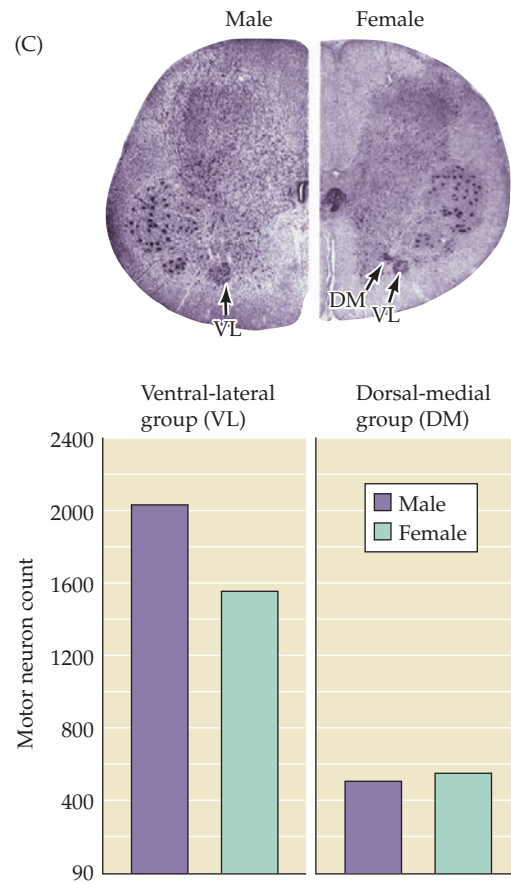 Male Female
(C)
DM
VL
VL
Ventral-lateral
group (VL)
Dorsal-medial
group (DM)
2400
2000
1600
1200
800
400
90
Motor neuron count
Male
Female